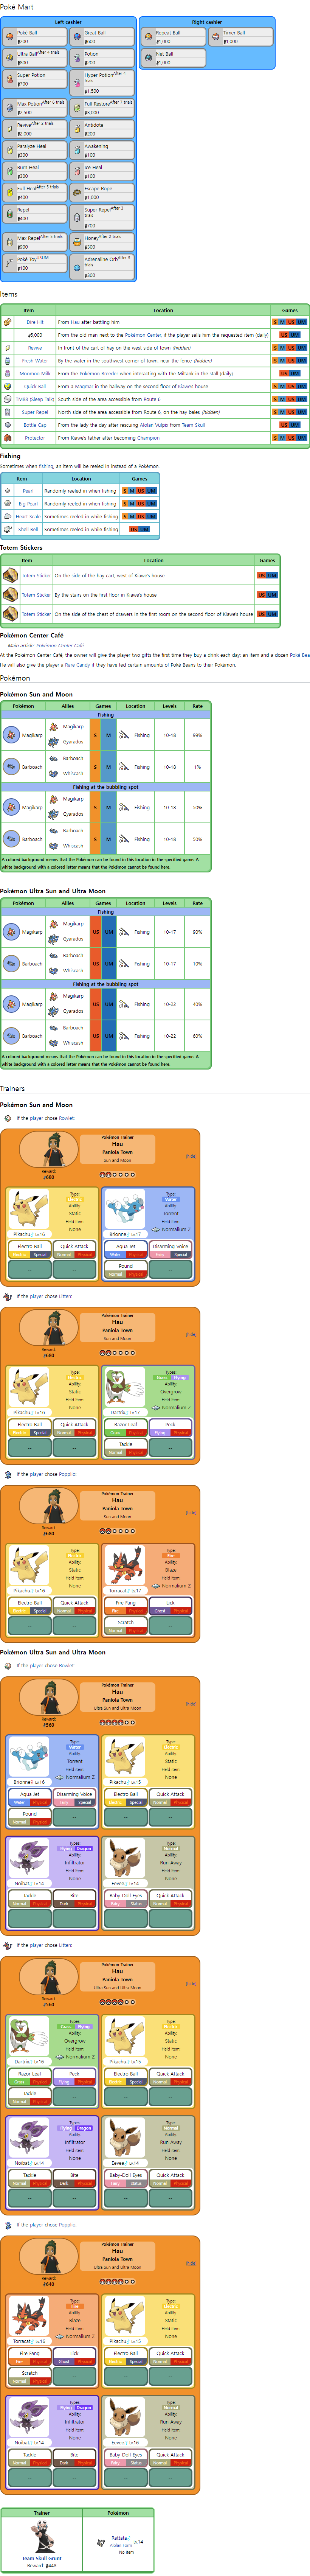 Poké Mart
Left cashier
Right cashier
Poké Ball
₽200
Great Ball
₽600
Ultra BallAfter 4 trials
₽800
Potion
₽200
Super Potion
₽700
Hyper PotionAfter 4 trials
₽1,500
Max PotionAfter 6 trials
₽2,500
Full RestoreAfter 7 trials
₽3,000
ReviveAfter 2 trials
₽2,000
Antidote
₽200
Paralyze Heal
₽300
Awakening
₽100
Burn Heal
₽300
Ice Heal
₽100
Full HealAfter 5 trials
₽400
Escape Rope
₽1,000
Repel
₽400
Super RepelAfter 3 trials
₽700
Max RepelAfter 5 trials
₽900
HoneyAfter 2 trials
₽300
Poké ToyUSUM
₽100
Adrenaline OrbAfter 3 trials
₽300
Repeat Ball
₽1,000
Timer Ball
₽1,000
Net Ball
₽1,000
Items
Item Location Games
Dive Hit From Hau after battling him S M US UM
₽5,000 From the old man next to the Pokémon Center, if the player sells him the requested item (daily) US UM
Revive In front of the cart of hay on the west side of town (hidden) S M US UM
Fresh Water By the water in the southwest corner of town, near the fence (hidden) S M US UM
Moomoo Milk From the Pokémon Breeder when interacting with the Miltank in the stall (daily) US UM
Quick Ball From a Magmar in the hallway on the second floor of Kiawe's house S M US UM
TM88 (Sleep Talk) South side of the area accessible from Route 6 S M US UM
Super Repel North side of the area accessible from Route 6, on the hay bales (hidden) S M US UM
Bottle Cap From the lady the day after rescuing Alolan Vulpix from Team Skull US UM
Protector From Kiawe's father after becoming Champion S M US UM
Fishing
Sometimes when fishing, an item will be reeled in instead of a Pokémon.
Item Location Games
Pearl Randomly reeled in when fishing S M US UM
Big Pearl Randomly reeled in when fishing S M US UM
Heart Scale Sometimes reeled in while fishing S M US UM
Shell Bell Sometimes reeled in while fishing US UM
Totem Stickers
Item Location Games
Totem Sticker On the side of the hay cart, west of Kiawe's house US UM
Totem Sticker By the stairs on the first floor in Kiawe's house US UM
Totem Sticker On the side of the chest of drawers in the first room on the second floor of Kiawe's house US UM
Pokémon Center Café
Main article: Pokémon Center Café
At the Pokémon Center Café, the owner will give the player two gifts the first time they buy a drink each day: an item and a dozen Poké Bea
He will also give the player a Rare Candy if they have fed certain amounts of Poké Beans to their Pokémon.
Pokémon
Pokémon Sun and Moon
Pokémon Allies Games Location Levels Rate
Fishing
Magikarp Magikarp Gyarados S M Fishing 10-18 99%
Barboach Barboach Whiscash Fishing 10-18 1%
Fishing at the bubbling spot
Magikarp Magikarp Gyarados S M Fishing 10-18 50%
Barboach Barboach Whiscash Fishing 10-18 50%
A colored background means that the Pokémon can be found in this location in the specified game. A
white background with a colored letter means that the Pokémon cannot be found here.
Pokémon Ultra Sun and Ultra Moon
Pokémon Allies Games Location Levels Rate
Fishing
Magikarp Magikarp Gyarados US UM Fishing 10-17 90%
Barboach Barboach Whiscash Fishing 10-17 10%
Fishing at the bubbling spot
Magikarp Magikarp Gyarados US UM Fishing 10-22 40%
Barboach Barboach Whiscash Fishing 10-22 60%
A colored background means that the Pokémon can be found in this location in the specified game. A
white background with a colored letter means that the Pokémon cannot be found here.
Trainers
Pokémon Sun and Moon
If the player chose Rowlet:
Pokémon Trainer
Hau
Paniola Town
Sun and Moon
Reward:
₽680
Type:
Electric
Ability:
Static
Held item:
None
Pikachu♂ Lv.16
Type:
Water
Ability:
Torrent
Held item:
Normalium Z
Brionne♂ Lv.17
Electro Ball
Electric Special
Quick Attack
Normal Physical
Aqua Jet
Water Physical
Disarming Voice
Fairy Special
Pound
Normal Physical
If the player chose Litten:
Pokémon Trainer
Hau
Paniola Town
Sun and Moon
Reward:
₽680
Type:
Electric
Ability:
Static
Held item:
None
Pikachu♂ Lv.16
Types:
Grass Flying
Ability:
Overgrow
Held item:
Normalium Z
Dartrix♂ Lv.17
Electro Ball
Electric Special
Quick Attack
Normal Physical
Razor Leaf
Grass Physical
Peck
Flying Physical
Tackle
Normal Physical
If the player chose Popplio:
Pokémon Trainer
Hau
Paniola Town
Sun and Moon
Reward:
₽680
Type:
Electric
Ability:
Static
Held item:
None
Pikachu♂ Lv.16
Type:
Fire
Ability:
Blaze
Held item:
Normalium Z
Torracat♂ Lv.17
Electro Ball
Electric Special
Quick Attack
Normal Physical
Fire Fang
Fire Physical
Lick
Ghost Physical
Scratch
Normal Physical
Pokémon Ultra Sun and Ultra Moon
If the player chose Rowlet:
Pokémon Trainer
Hau
Paniola Town
Ultra Sun and Ultra Moon
Reward:
₽560
Type:
Water
Ability:
Torrent
Held item:
Normalium Z
Brionne♂ Lv.16
Type:
Electric
Ability:
Static
Held item:
None
Pikachu♂ Lv.15
Aqua Jet
Water Physical
Disarming Voice
Fairy Special
Electro Ball
Electric Special
Quick Attack
Normal Physical
Pound
Normal Physical
Types:
Flying Dragon
Ability:
Infiltrator
Held item:
None
Noibat♂ Lv.14
Type:
Normal
Ability:
Run Away
Held item:
None
Eevee♂ Lv.14
Tackle
Normal Physical
Bite
Dark Physical
Baby-Doll Eyes
Fairy Status
Quick Attack
Normal Physical
If the player chose Litten:
Pokémon Trainer
Hau
Paniola Town
Ultra Sun and Ultra Moon
Reward:
₽560
Types:
Grass Flying
Ability:
Overgrow
Held item:
Normalium Z
Dartrix♂ Lv.16
Type:
Electric
Ability:
Static
Held item:
None
Pikachu♂ Lv.15
Razor Leaf
Grass Physical
Peck
Flying Physical
Electro Ball
Electric Special
Quick Attack
Normal Physical
Tackle
Normal Physical
Types:
Flying Dragon
Ability:
Infiltrator
Held item:
None
Noibat♂ Lv.14
Type:
Normal
Ability:
Run Away
Held item:
None
Eevee♂ Lv.14
Tackle
Normal Physical
Bite
Dark Physical
Baby-Doll Eyes
Fairy Status
Quick Attack
Normal Physical
If the player chose Popplio:
Pokémon Trainer
Hau
Paniola Town
Ultra Sun and Ultra Moon
Reward:
₽640
Type:
Fire
Ability:
Blaze
Held item:
Normalium Z
Torracat♂ Lv.16
Type:
Electric
Ability:
Static
Held item:
None
Pikachu♂ Lv.15
Fire Fang
Fire Physical
Lick
Ghost Physical
Electro Ball
Electric Special
Quick Attack
Normal Physical
Scratch
Normal Physical
Types:
Flying Dragon
Ability:
Infiltrator
Held item:
None
Noibat♂ Lv.14
Type:
Normal
Ability:
Run Away
Held item:
None
Eevee♂ Lv.16
Tackle
Normal Physical
Bite
Dark Physical
Baby-Doll Eyes
Fairy Status
Quick Attack
Normal Physical
Trainer Pokémon
Team Skull Grunt
Reward: ₽448
Rattata♂ Lv.14
Alolan Form
No item